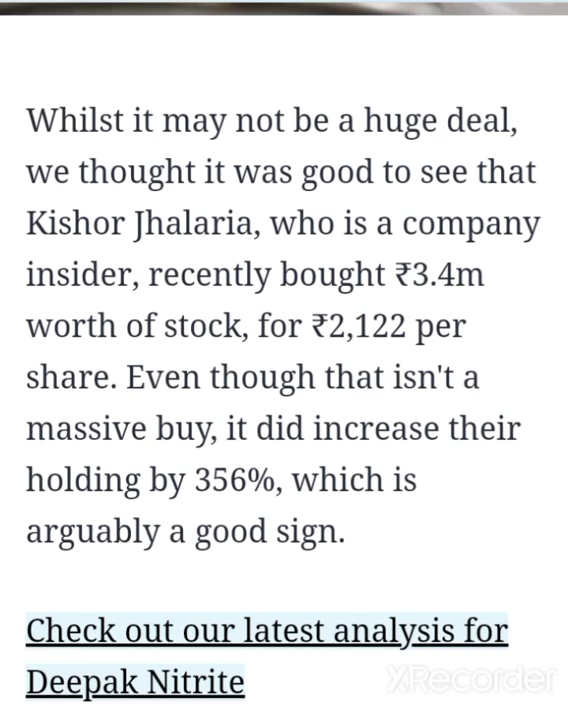 Whilst it may not be a huge deal,
we thought it was good to see that
Kishor Jhalaria, who is a company
insider, recently bought ₹3.4m
worth of stock, for ₹2,122 per
share. Even though that isn't a
massive buy, it did increase their
holding by 356%, which is
arguably a good sign.
Check out our latest analysis for
Deepak Nitrite
XRecorder